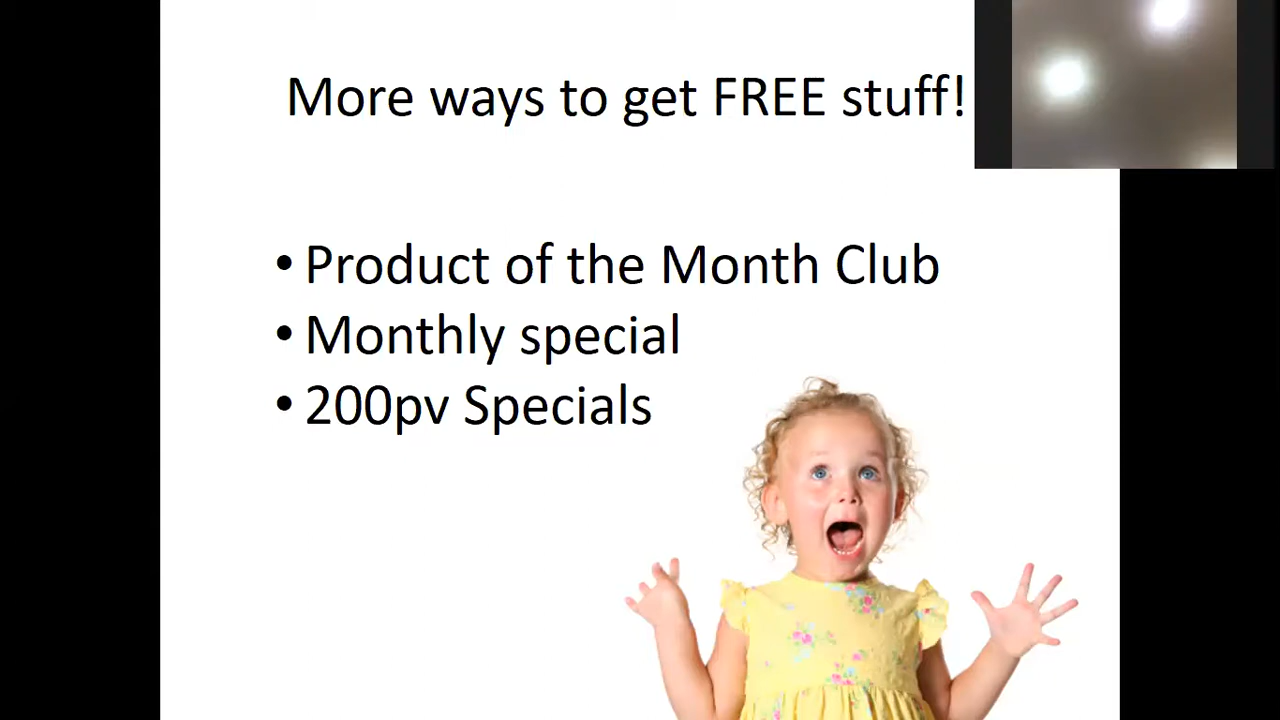 More ways to get FREE stuff!
• Product of the Month Club
• Monthly special
• 200pv Specials